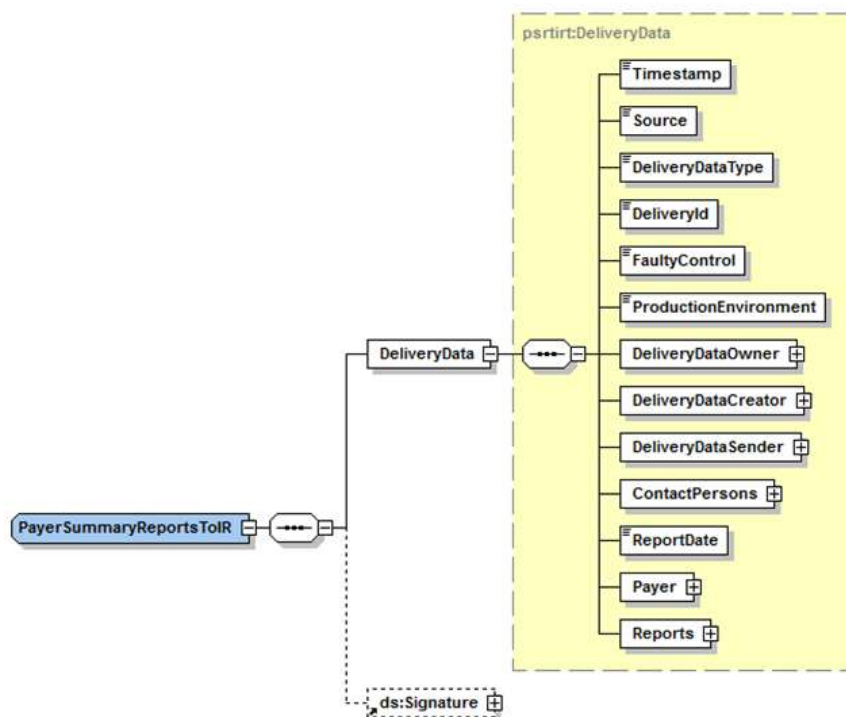 psrtirt:DeliveryData
Timestamp
Source
DeliveryDataType
DeliveryId
FaultyControl
ProductionEnvironment
DeliveryData
DeliveryDataOwner
DeliveryDataCreator
DeliveryDataSender
ContactPersons
PayerSummaryReportsToIR
ReportDate
Payer
Reports
ds:Signature